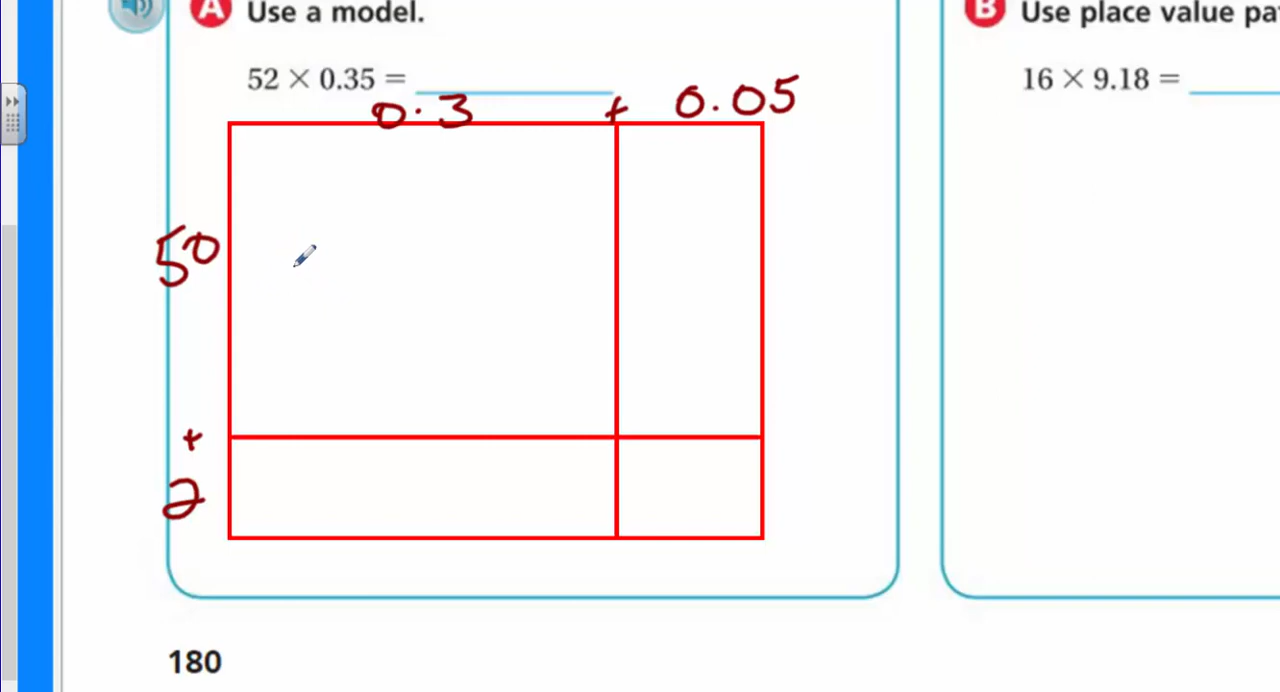 A Use a model.
52 × 0.35 =
0.3 + 0.05
50
+
2
B Use place value pa
16 × 9.18 =
180